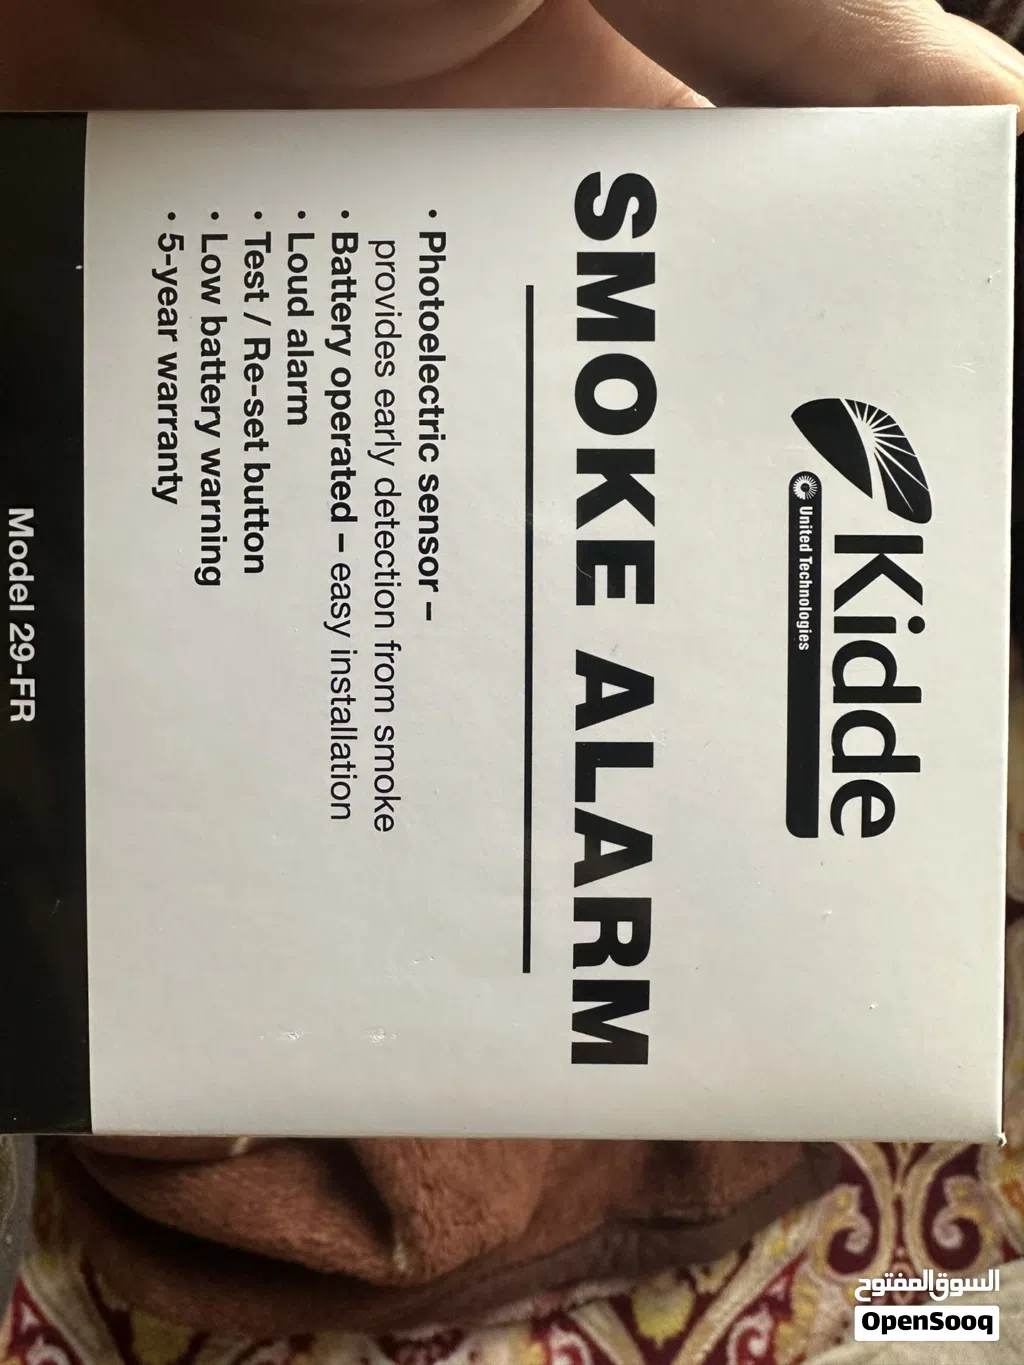 Kidde
United Technologies
SMOKE ALARM
• Photoelectric sensor –
provides early detection from smoke
• Battery operated – easy installation
• Loud alarm
• Test / Re-set button
• Low battery warning
• 5-year warranty
Model 29-FR
السوق المفتوح
OpenSooq